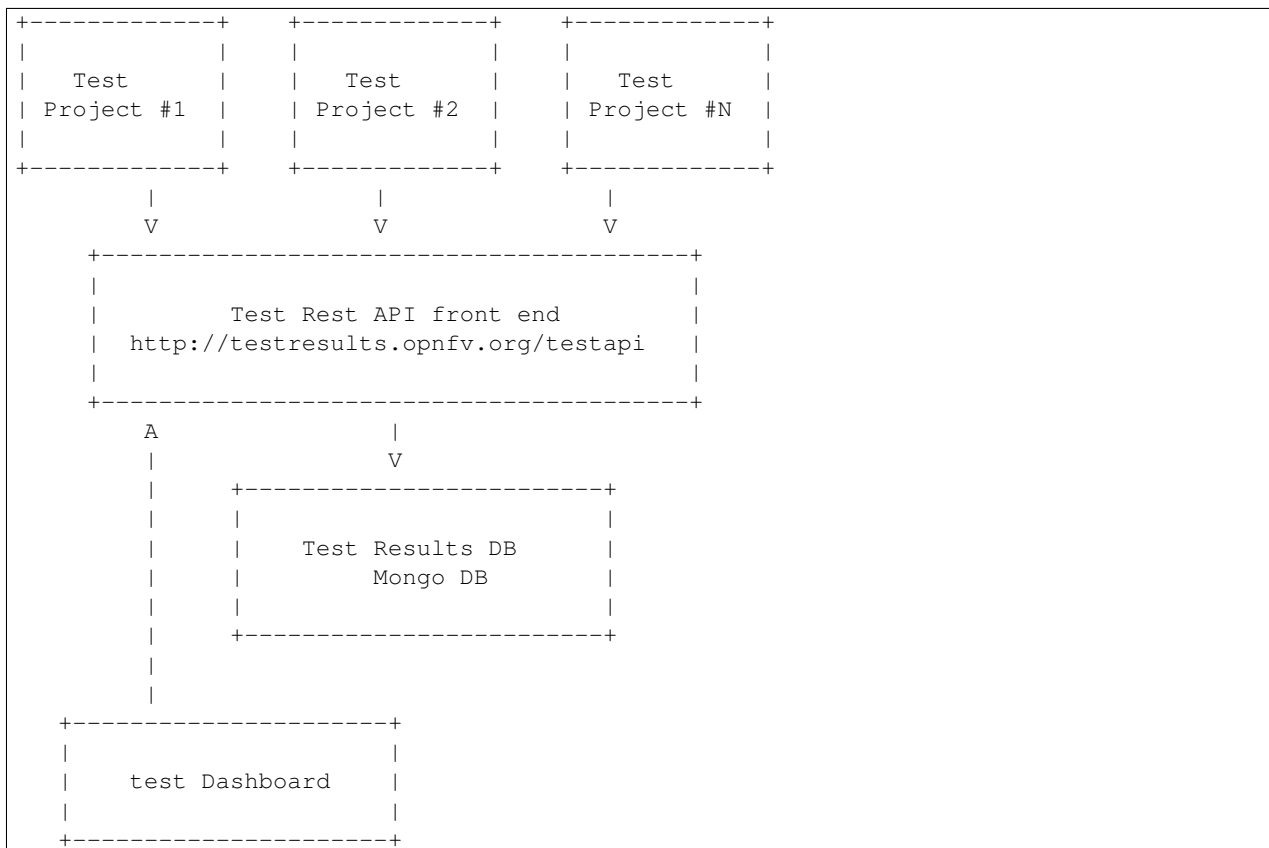 Test Test Test
Project #1 Project #2 Project #N
V V V
Test Rest API front end
http://testresults.opnfv.org/testapi
A
V
Test Results DB
Mongo DB
test Dashboard